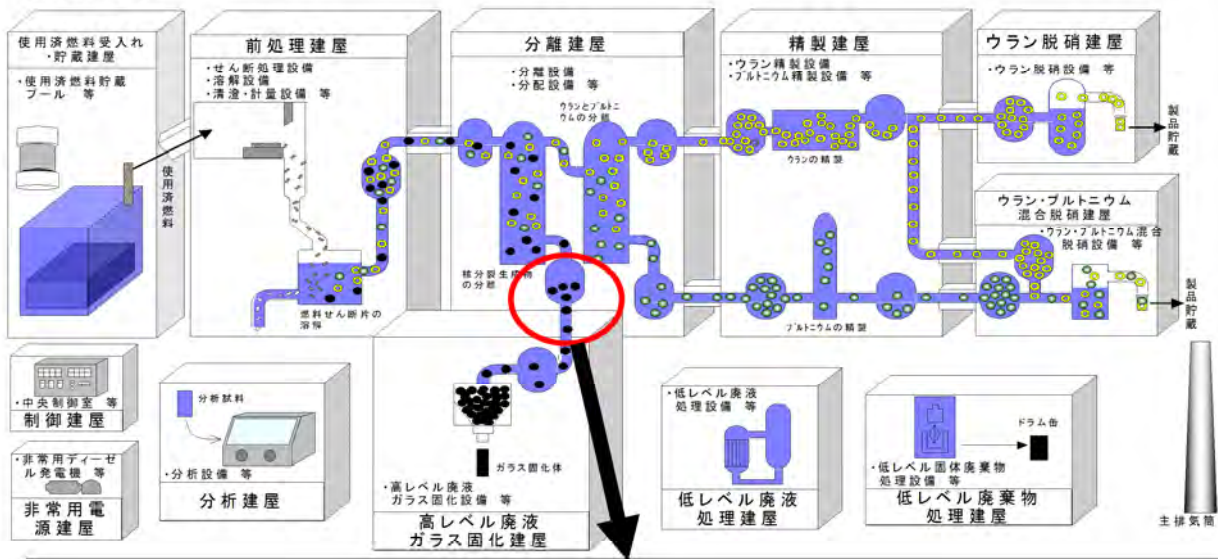 使用済燃料受入れ
・貯蔵建屋
・使用済燃料貯蔵
プール 等
使用済燃料
前処理建屋
・せん断処理設備
・溶解設備
・清澄・計量設備 等
燃料せん断片の
溶解
分離建屋
・分離設備
・分配設備 等
ウランとプルトニ
ウムの分離
核分裂生成物
の分離
精製建屋
・ウラン精製設備
・プルトニウム精製設備 等
ウランの精製
プルトニウムの精製
ウラン脱硝建屋
・ウラン脱硝設備 等
製品貯蔵
ウラン・プルトニウム
混合脱硝建屋
・ウラン・プルトニウム混合
脱硝設備 等
製品貯蔵
・中央制御室 等
制御建屋
・非常用ディーゼ
ル発電機 等
非常用電
源建屋
分析試料
・分析設備 等
分析建屋
ガラス固化体
・高レベル廃液
ガラス固化設備 等
高レベル廃液
ガラス固化建屋
・低レベル廃液
処理設備 等
低レベル廃液
処理建屋
ドラム缶
・低レベル固体廃棄物
処理設備 等
低レベル廃棄物
処理建屋
主排気筒